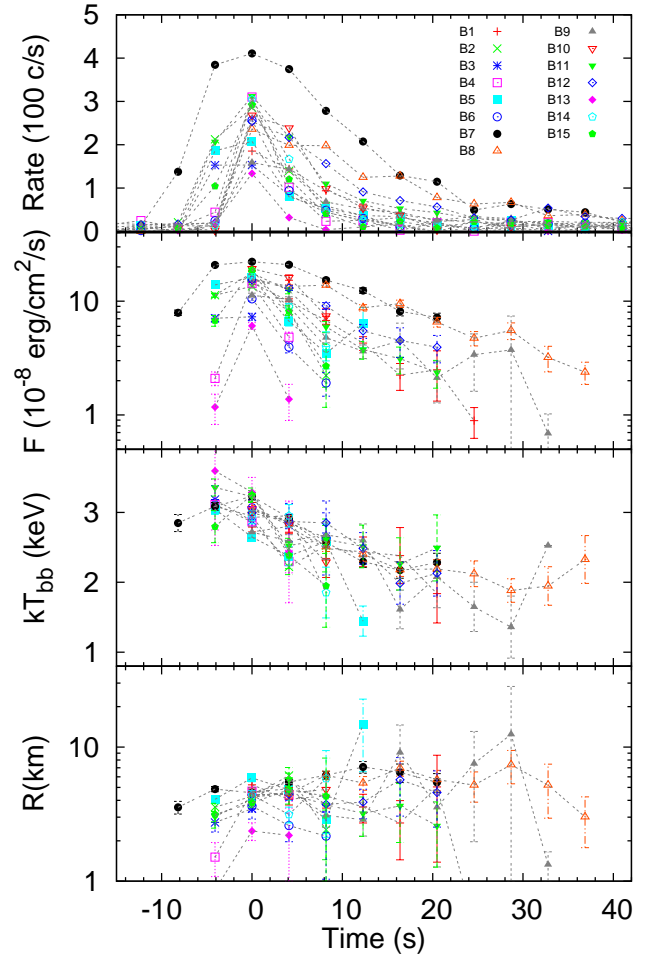 5
4
3
2
1
0
Rate (100 c/s)
B1
B2
B3
B4
B5
B6
B7
B8
B9
B10
B11
B12
B13
B14
B15
10
1
F (10⁻⁸ erg/cm²/s)
3
2
1
kT_bb (keV)
10
1
R(km)
-10 0 10 20 30 40
Time (s)